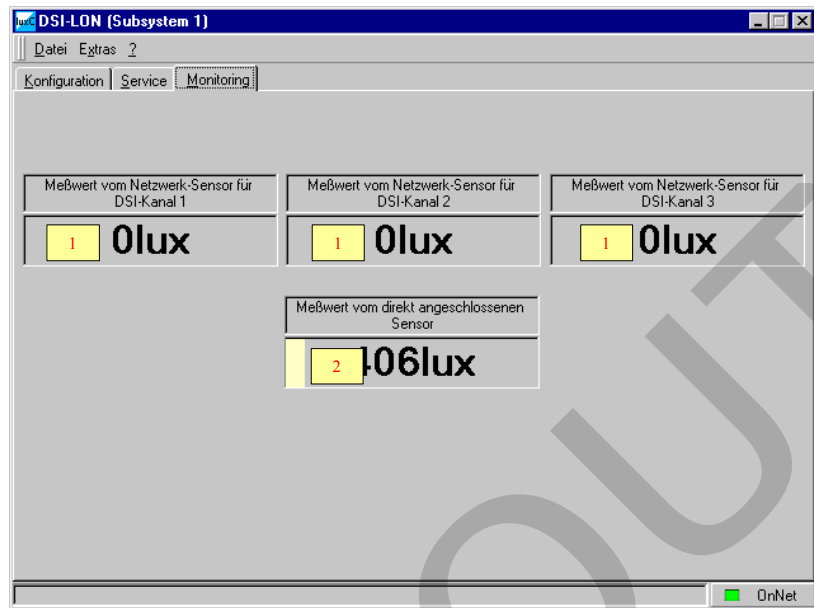 luxC DSI-LON (Subsystem 1)
Datei Extras ?
Konfiguration Service Monitoring
Meßwert vom Netzwerk-Sensor für
DSI-Kanal 1
1 0lux
Meßwert vom Netzwerk-Sensor für
DSI-Kanal 2
1 0lux
Meßwert vom Netzwerk-Sensor für
DSI-Kanal 3
1 0lux
Meßwert vom direkt angeschlossenen
Sensor
2 406lux
OUT
OnNet